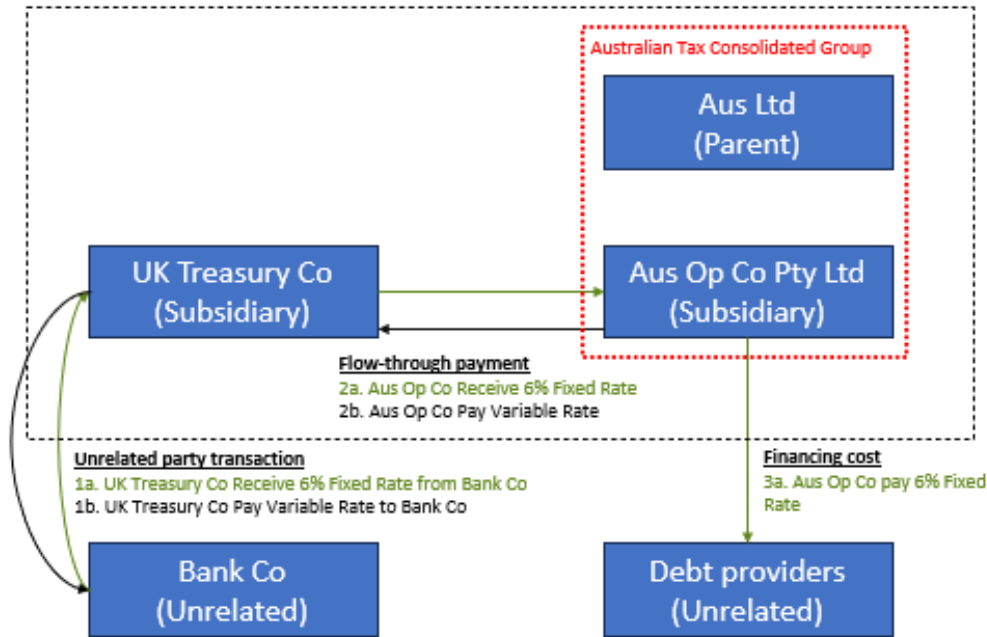 Australian Tax Consolidated Group
Aus Ltd
(Parent)
UK Treasury Co
(Subsidiary)
Aus Op Co Pty Ltd
(Subsidiary)
Flow-through payment
2a. Aus Op Co Receive 6% Fixed Rate
2b. Aus Op Co Pay Variable Rate
Unrelated party transaction
1a. UK Treasury Co Receive 6% Fixed Rate from Bank Co
1b. UK Treasury Co Pay Variable Rate to Bank Co
Financing cost
3a. Aus Op Co pay 6% Fixed
Rate
Bank Co
(Unrelated)
Debt providers
(Unrelated)